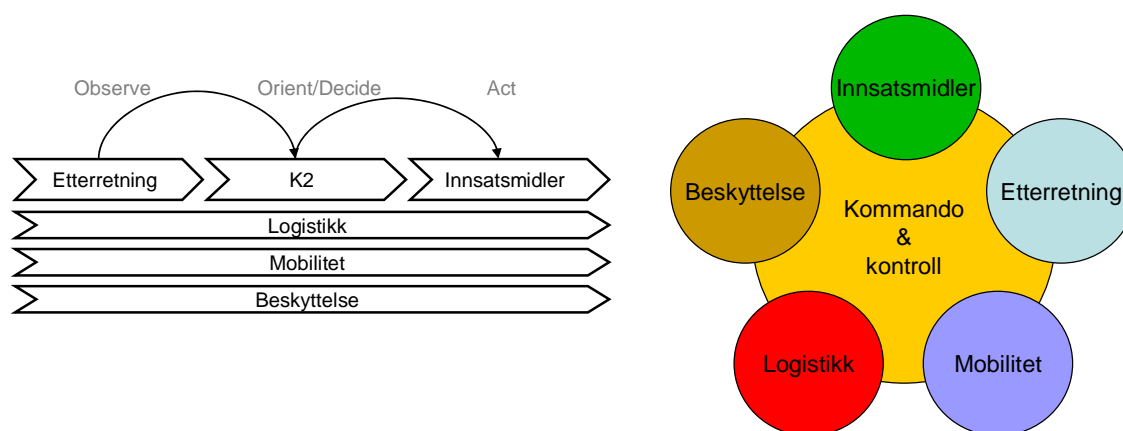 Observe
Orient/Decide
Act
Etterretning
K2
Innsatsmidler
Logistikk
Mobilitet
Beskyttelse
Innsatsmidler
Beskyttelse
Etterretning
Kommando
&
kontroll
Logistikk
Mobilitet